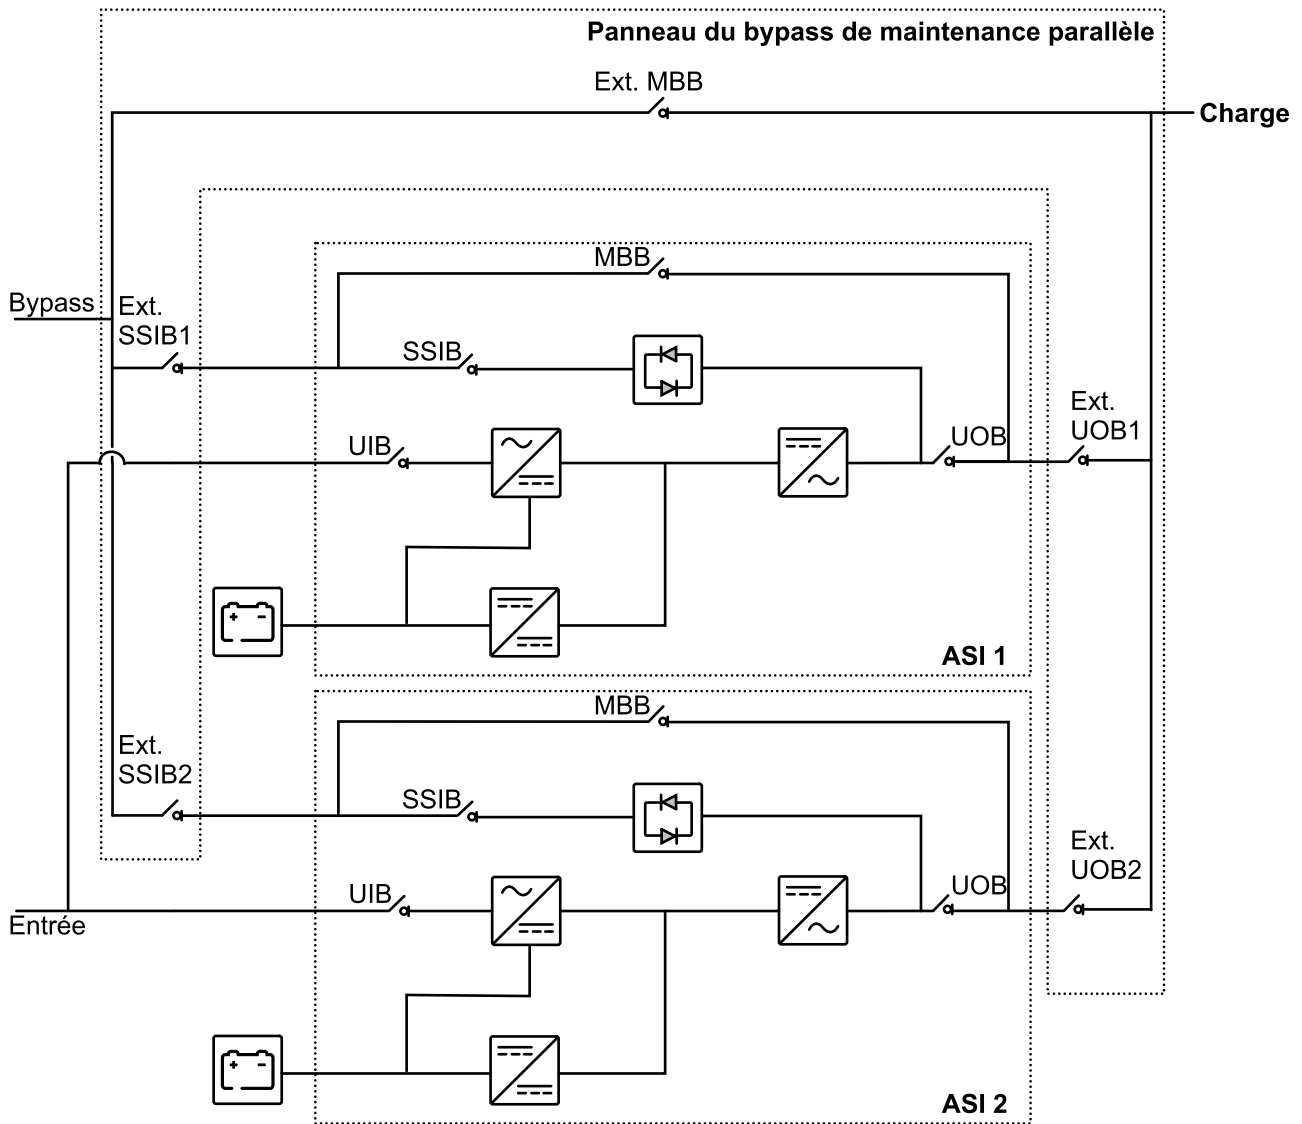 Panneau du bypass de maintenance parallèle
Ext. MBB
Charge
MBB
Bypass
Ext.
SSIB1
SSIB
Ext.
UOB1
UIB
UOB
ASI 1
MBB
Ext.
SSIB2
SSIB
Ext.
UOB2
UIB
UOB
Entrée
ASI 2